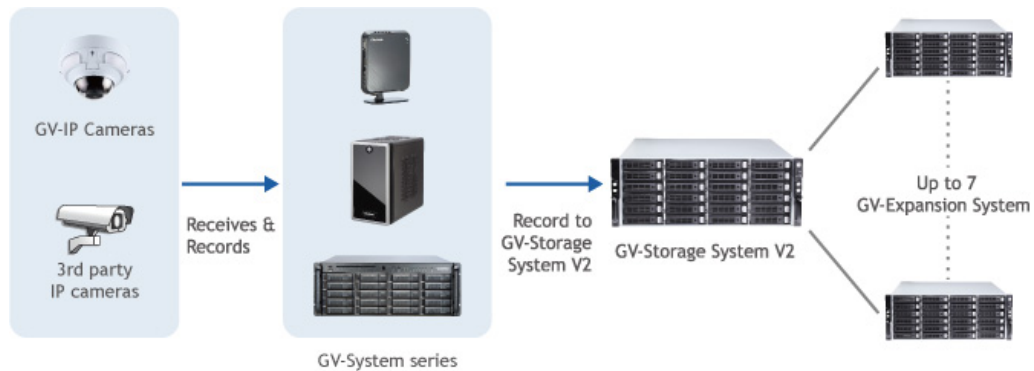 GV-IP Cameras
3rd party
IP cameras
Receives &
Records
GV-System series
Record to
GV-Storage
System V2
GV-Storage System V2
Up to 7
GV-Expansion System